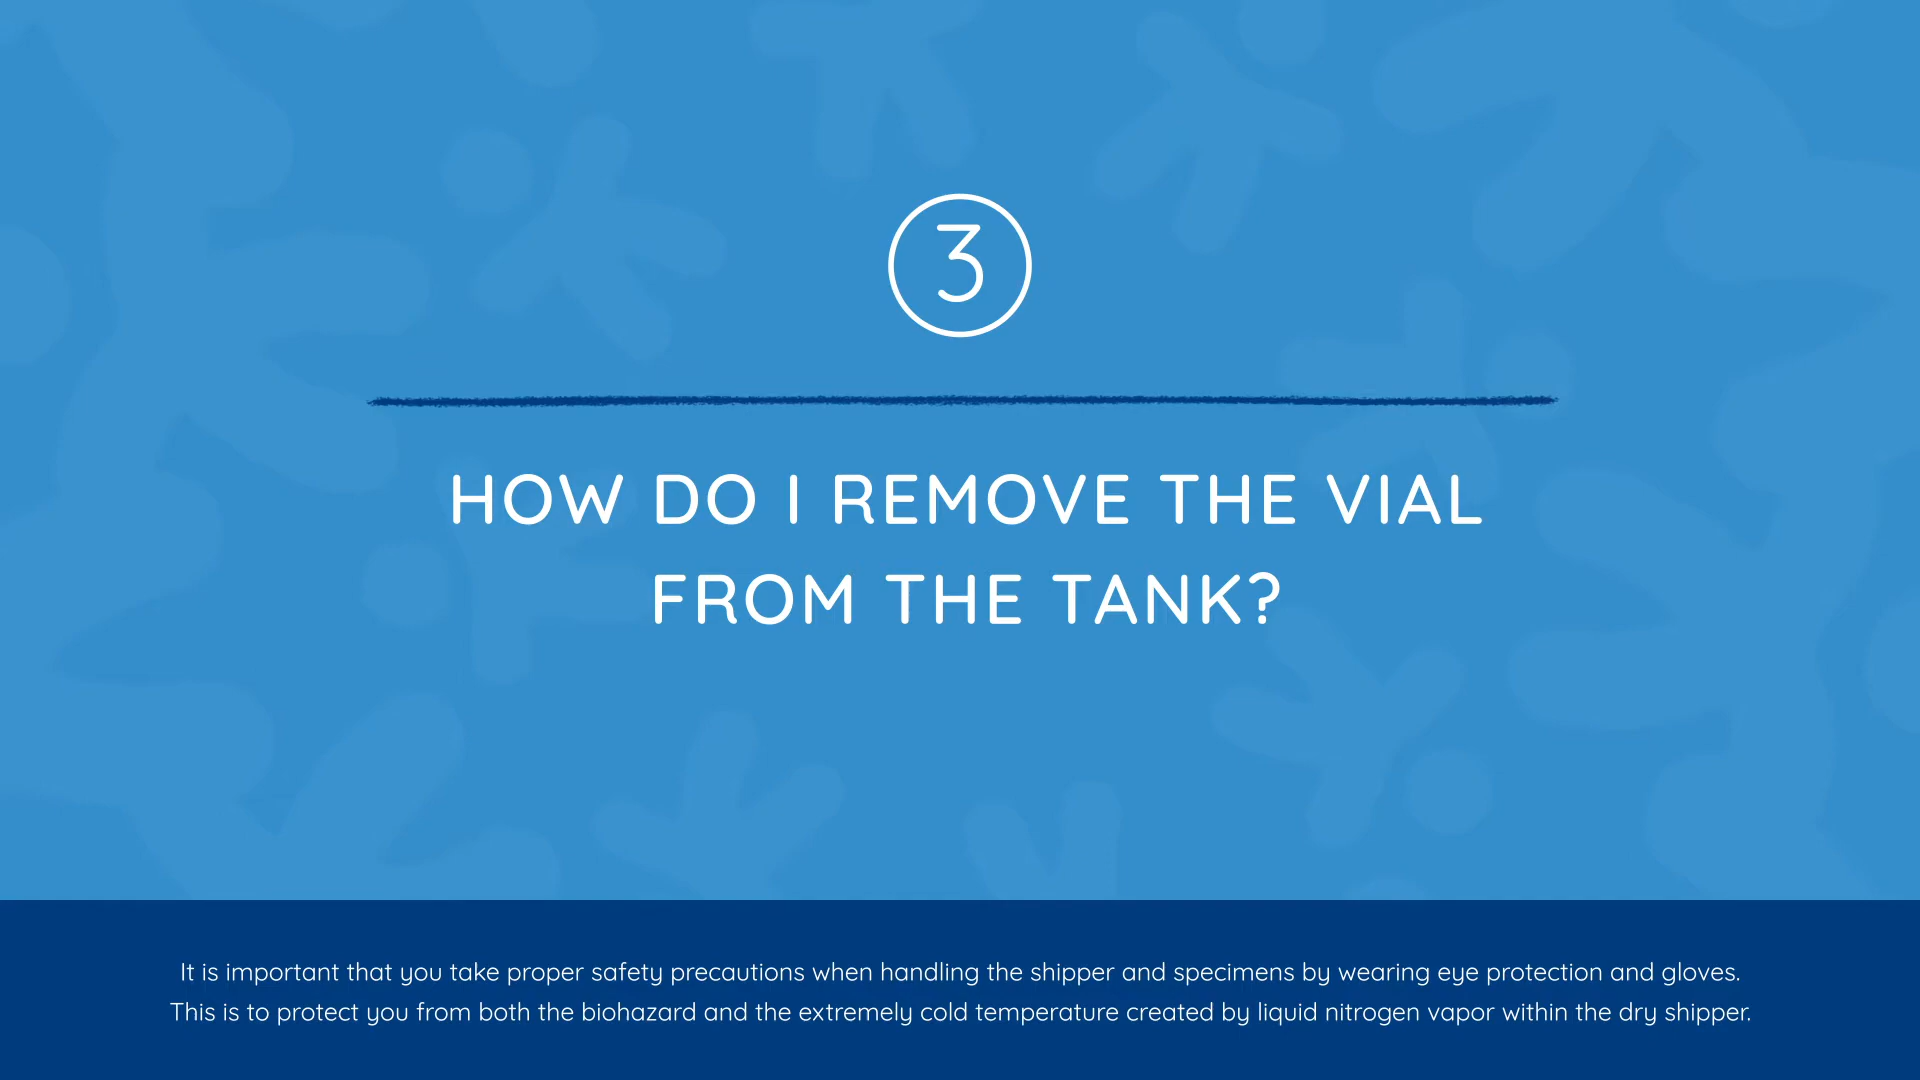 3
HOW DO I REMOVE THE VIAL
FROM THE TANK?
It is important that you take proper safety precautions when handling the shipper and specimens by wearing eye protection and gloves.
This is to protect you from both the biohazard and the extremely cold temperature created by liquid nitrogen vapor within the dry shipper.